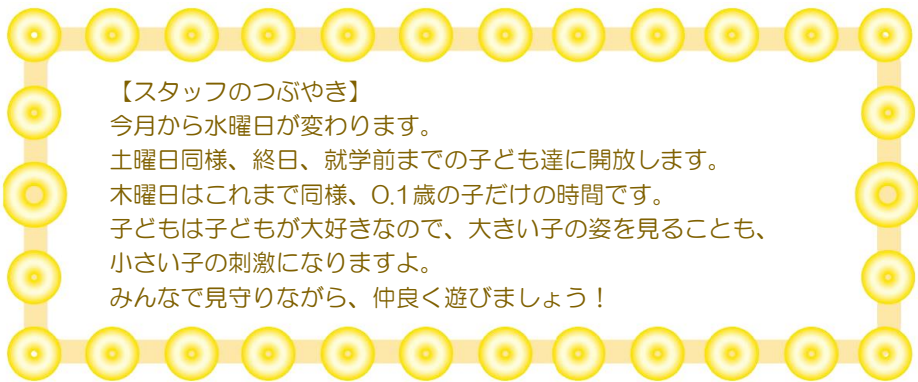 【スタッフのつぶやき】
今月から水曜日が変わります。
土曜日同様、終日、就学前までの子ども達に開放します。
木曜日はこれまで同様、0.1歳の子だけの時間です。
子どもは子どもが大好きなので、大きい子の姿を見ることも、
小さい子の刺激になりますよ。
みんなで見守りながら、仲良く遊びましょう！